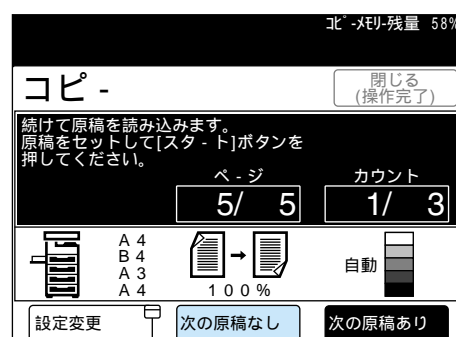 コピ-メモリ-残量 58%
コピ-
閉じる
(操作完了)
続けて原稿を読み込みます。
原稿をセットして[スタ-ト]ボタンを
押してください。
ペ-ジ カウント
5/ 5 1/ 3
A4
B4
A3
A4
100%
自動
設定変更 次の原稿なし 次の原稿あり